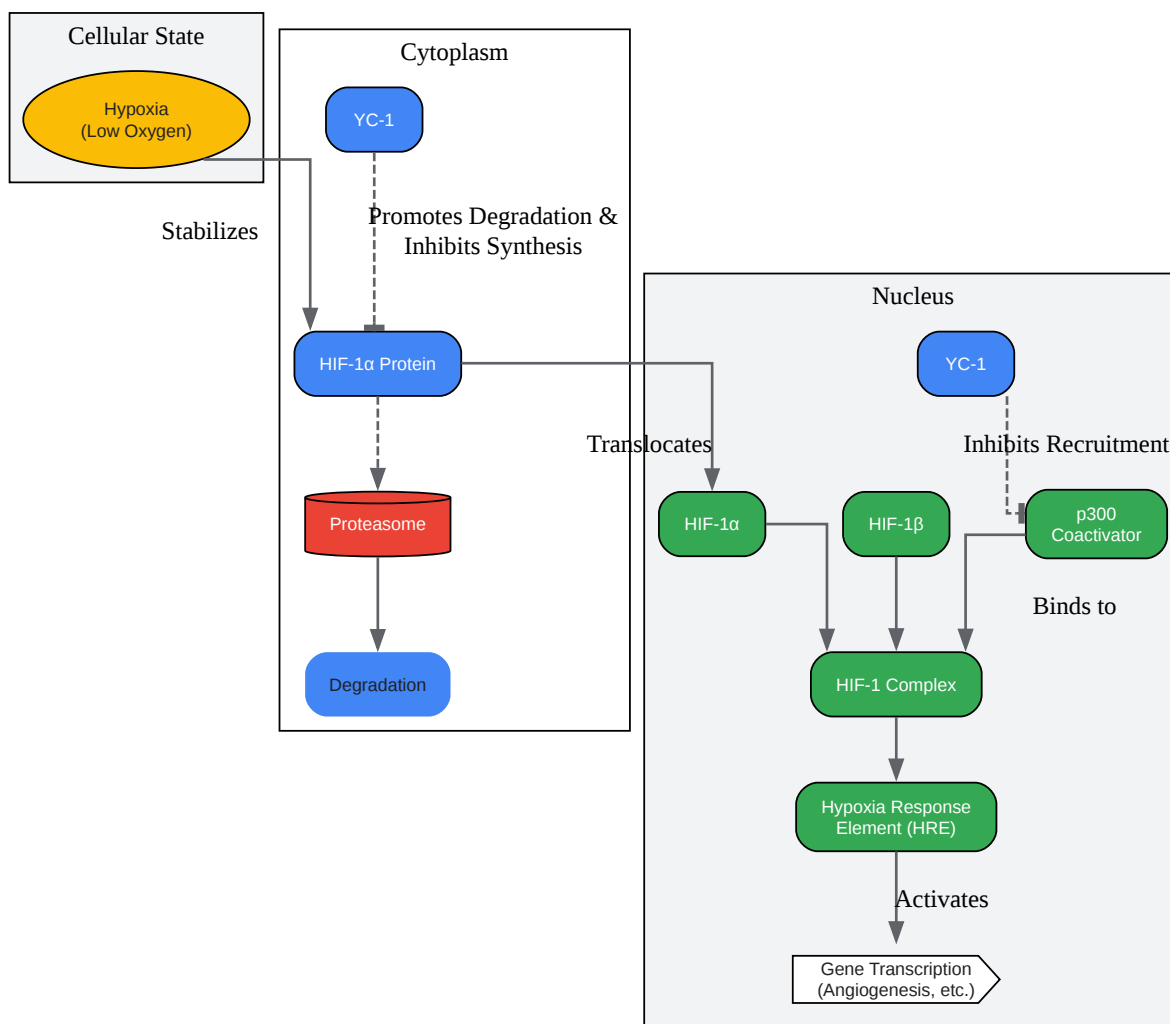 Cellular State
Hypoxia
(Low Oxygen)
Stabilizes
Cytoplasm
YC-1
Promotes Degradation &
Inhibits Synthesis
HIF-1α Protein
Proteasome
Degradation
Translocates
Nucleus
YC-1
Inhibits Recruitment
HIF-1α
HIF-1β
p300
Coactivator
Binds to
HIF-1 Complex
Hypoxia Response
Element (HRE)
Activates
Gene Transcription
(Angiogenesis, etc.)